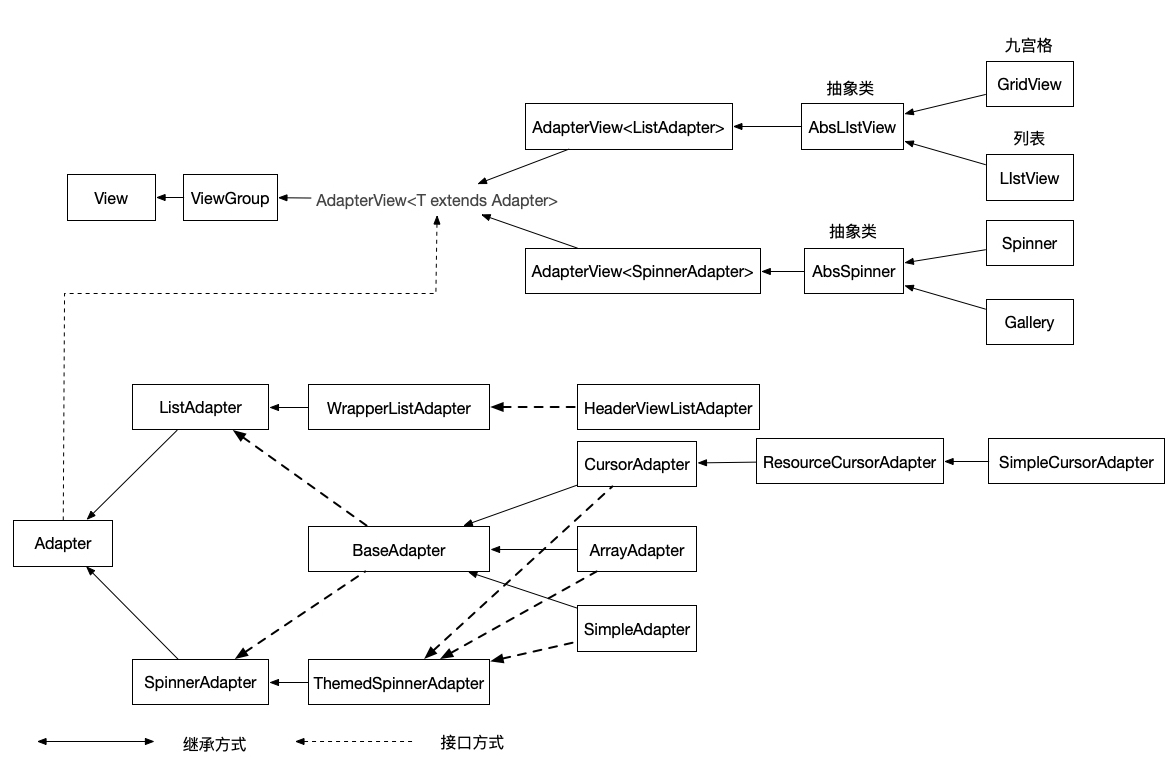 九宫格
GridView
抽象类
AdapterView<ListAdapter>
AbsLIstView
列表
LIstView
View
ViewGroup
AdapterView<T extends Adapter>
抽象类
Spinner
AdapterView<SpinnerAdapter>
AbsSpinner
Gallery
ListAdapter
WrapperListAdapter
HeaderViewListAdapter
CursorAdapter
ResourceCursorAdapter
SimpleCursorAdapter
Adapter
BaseAdapter
ArrayAdapter
SimpleAdapter
SpinnerAdapter
ThemedSpinnerAdapter
继承方式
接口方式